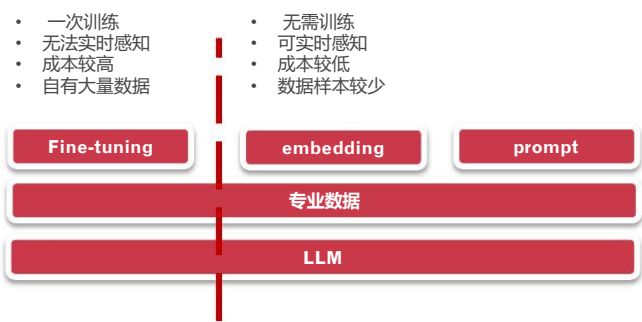 • 一次训练
• 无法实时感知
• 成本较高
• 自有大量数据
• 无需训练
• 可实时感知
• 成本较低
• 数据样本较少
Fine-tuning
embedding
prompt
专业数据
LLM